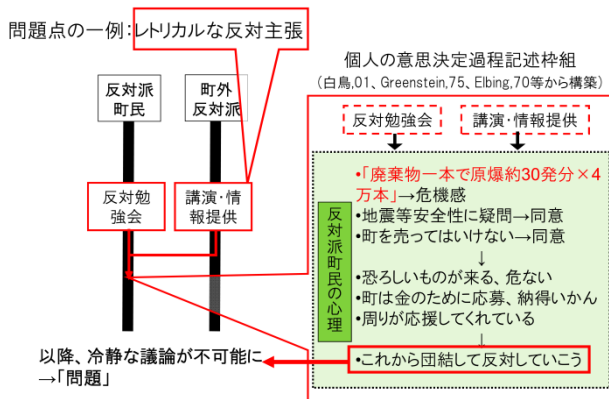 問題点の一例：レトリカルな反対主張
反対派
町民
町外
反対派
反対勉
強会
講演・情
報提供
以降、冷静な議論が不可能に
→「問題」
個人の意思決定過程記述枠組
(白鳥,01、Greenstein,75、Elbing,70等から構築)
反対勉強会
講演・情報提供
反対派町民の心理
•「廃棄物一本で原爆約30発分×4
万本」→危機感
•地震等安全性に疑問→同意
•町を売ってはいけない→同意
↓
•恐ろしいものが来る、危ない
•町は金のために応募、納得いかん
•周りが応援してくれている
↓
•これから団結して反対していこう